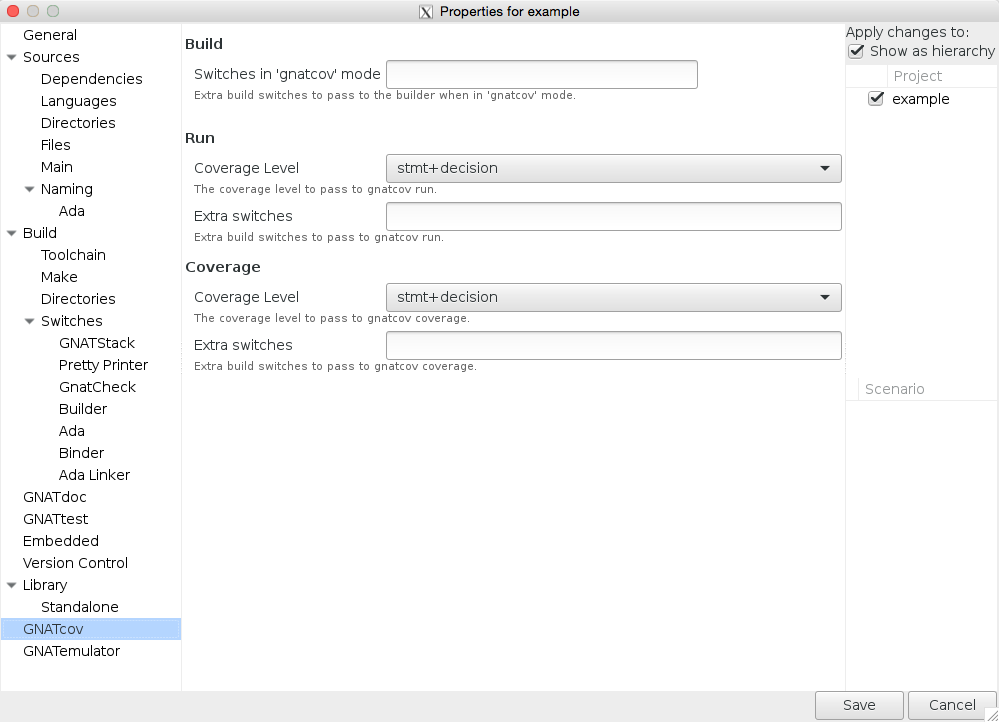 Properties for example
General
Sources
Dependencies
Languages
Directories
Files
Main
Naming
Ada
Build
Toolchain
Make
Directories
Switches
GNATStack
Pretty Printer
GnatCheck
Builder
Ada
Binder
Ada Linker
GNATdoc
GNATtest
Embedded
Version Control
Library
Standalone
GNATcov
GNATemulator
Build
Switches in 'gnatcov' mode
Extra build switches to pass to the builder when in 'gnatcov' mode.
Run
Coverage Level stmt+decision
The coverage level to pass to gnatcov run.
Extra switches
Extra build switches to pass to gnatcov run.
Coverage
Coverage Level stmt+decision
The coverage level to pass to gnatcov coverage.
Extra switches
Extra build switches to pass to gnatcov coverage.
Apply changes to:
Show as hierarchy
Project
example
Scenario
Save Cancel